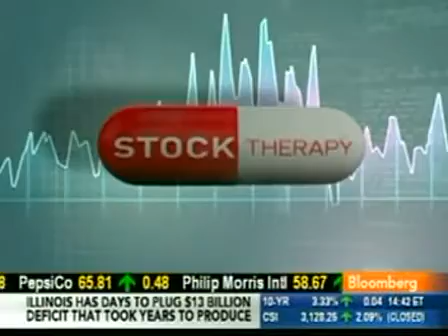 STOCK THERAPY
8 PepsiCo 65.81 0.48 Philip Morris Intl 58.67 Bloomberg
ILLINOIS HAS DAYS TO PLUG $13 BILLION
DEFICIT THAT TOOK YEARS TO PRODUCE
10-YR 3.33% 0.04 14:42 ET
CSI 3,128.26 2.09% (CLOSED)